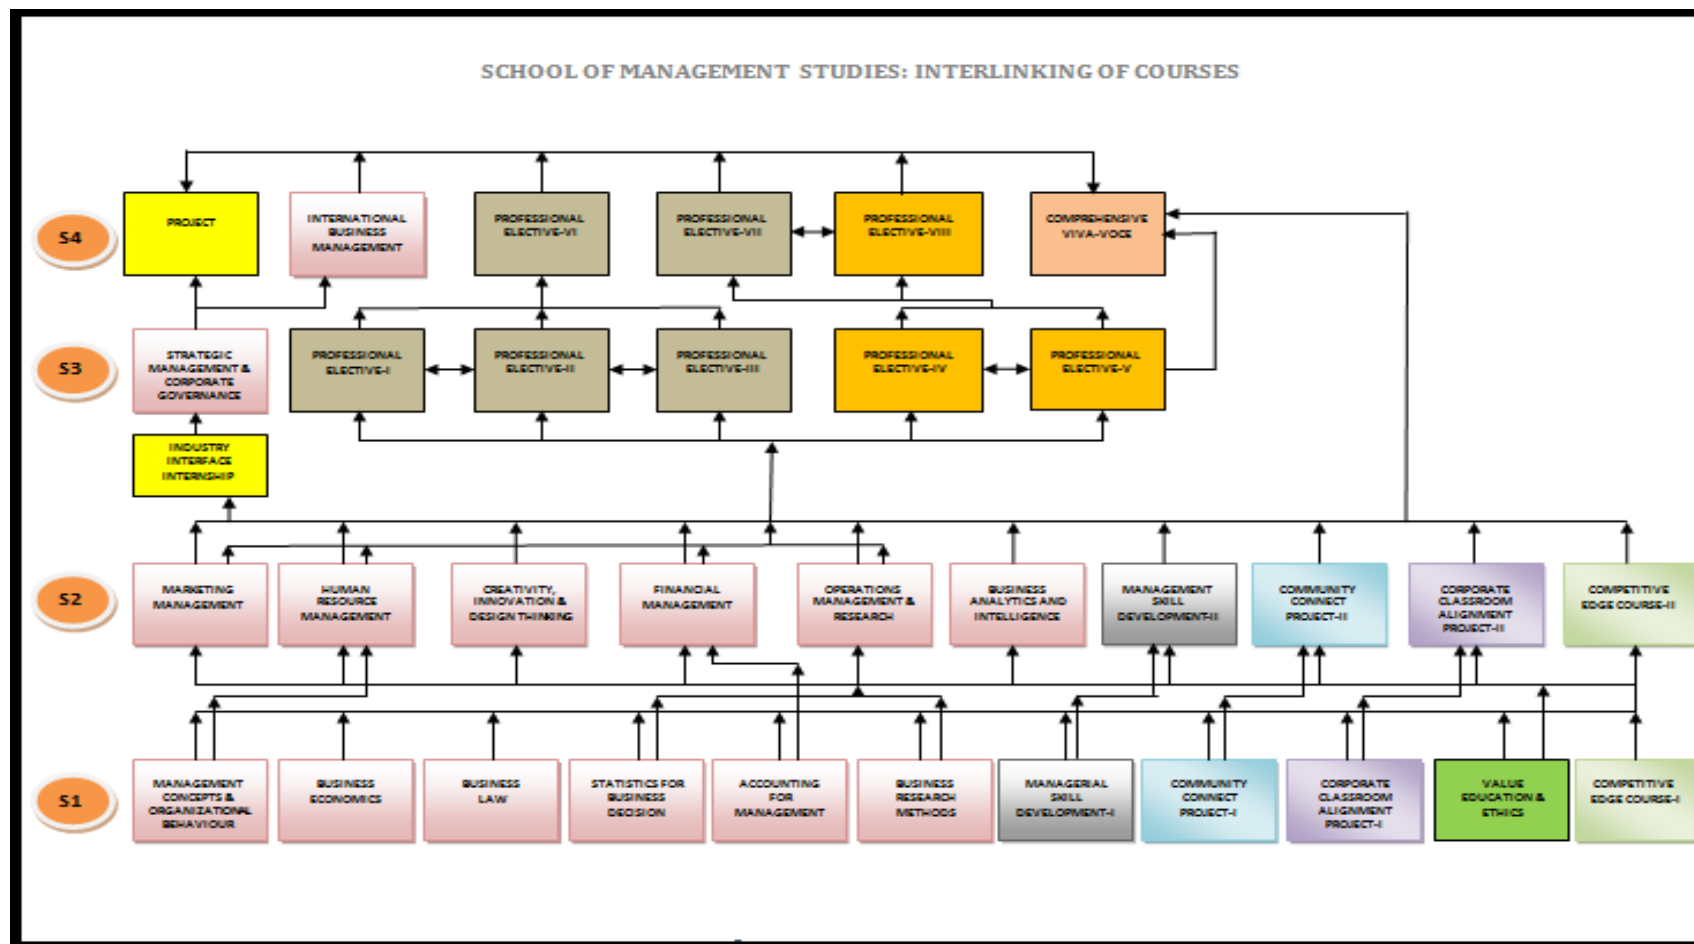 SCHOOL OF MANAGEMENT STUDIES: INTERLINKING OF COURSES
S4
PROJECT
INTERNATIONAL
BUSINESS
MANAGEMENT
PROFESSIONAL
ELECTIVE-VI
PROFESSIONAL
ELECTIVE-VII
PROFESSIONAL
ELECTIVE-VIII
COMPREHENSIVE
VIVA-VOCE
S3
STRATEGIC
MANAGEMENT &
CORPORATE
GOVERNANCE
PROFESSIONAL
ELECTIVE-I
PROFESSIONAL
ELECTIVE-II
PROFESSIONAL
ELECTIVE-III
PROFESSIONAL
ELECTIVE-IV
PROFESSIONAL
ELECTIVE-V
INDUSTRY
INTERFACE
INTERNSHIP
S2
MARKETING
MANAGEMENT
HUMAN
RESOURCE
MANAGEMENT
CREATIVITY,
INNOVATION &
DESIGN THINKING
FINANCIAL
MANAGEMENT
OPERATIONS
MANAGEMENT &
RESEARCH
BUSINESS
ANALYTICS AND
INTELLIGENCE
MANAGEMENT
SKILL
DEVELOPMENT-II
COMMUNITY
CONNECT
PROJECT-II
CORPORATE
CLASSROOM
ALIGNMENT
PROJECT-II
COMPETITIVE
EDGE COURSE-II
S1
MANAGEMENT
CONCEPTS &
ORGANIZATIONAL
BEHAVIOUR
BUSINESS
ECONOMICS
BUSINESS
LAW
STATISTICS FOR
BUSINESS
DECISION
ACCOUNTING
FOR
MANAGEMENT
BUSINESS
RESEARCH
METHODS
MANAGERIAL
SKILL
DEVELOPMENT-I
COMMUNITY
CONNECT
PROJECT-I
CORPORATE
CLASSROOM
ALIGNMENT
PROJECT-I
VALUE
EDUCATION &
ETHICS
COMPETITIVE
EDGE COURSE-I